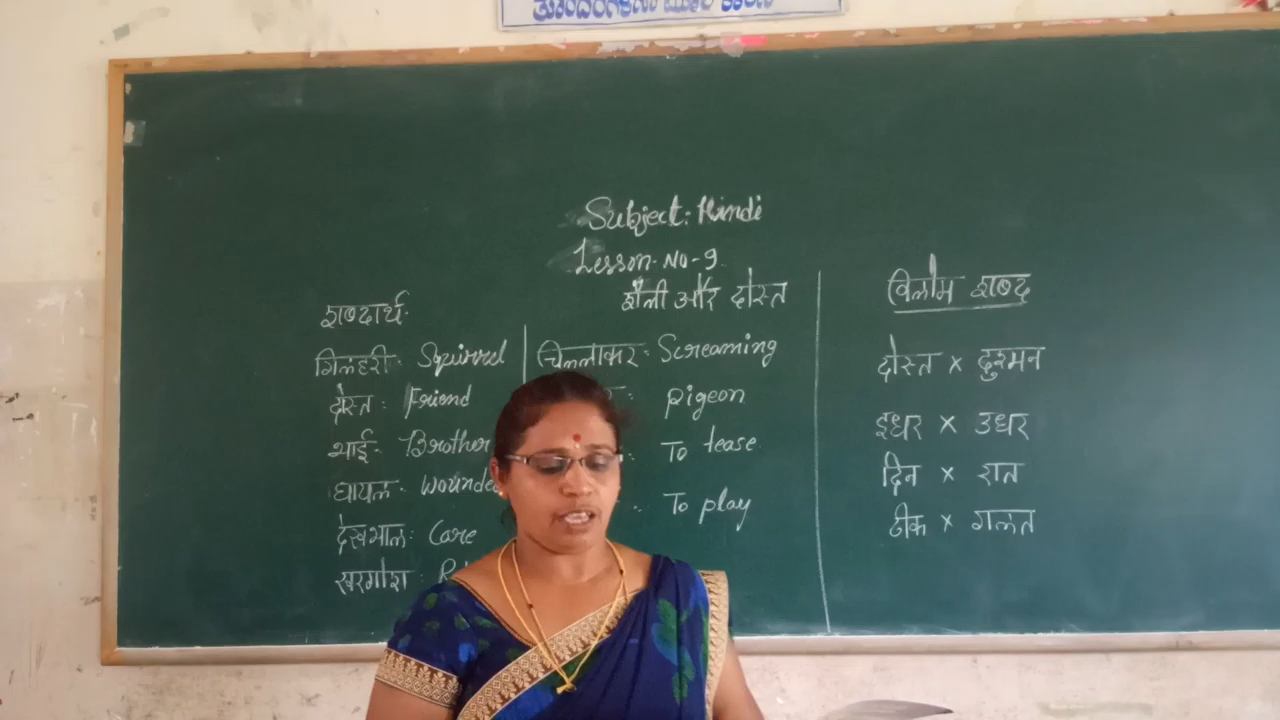 Subject: Hindi
Lesson No-9
शैली और दोस्त
शब्दार्थ
गिलहरी: Squirrel
दोस्त: Friend
भाई: Brother
घायल: wounde
देखभाल: Care
खरगोश:
चिल्लाकर: Screaming
pigeon
To tease
To play
विलोम शब्द
दोस्त × दुश्मन
इधर × उधर
दिन × रात
ठीक × गलत